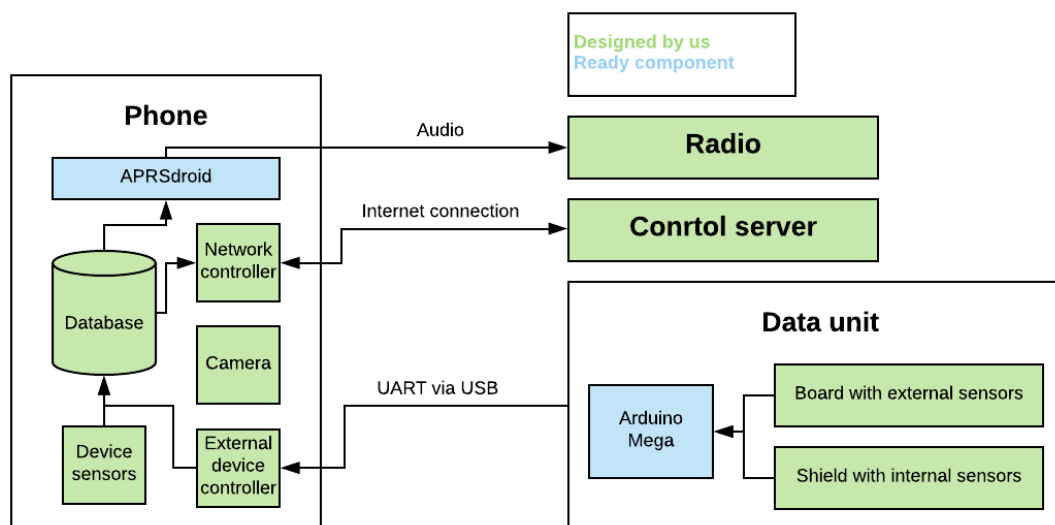 Designed by us
Ready component
Phone
Audio
Radio
APRSdroid
Internet connection
Conrtol server
Network
controller
Database
Data unit
Camera
UART via USB
Board with external sensors
Arduino
Mega
Device
sensors
External
device
controller
Shield with internal sensors